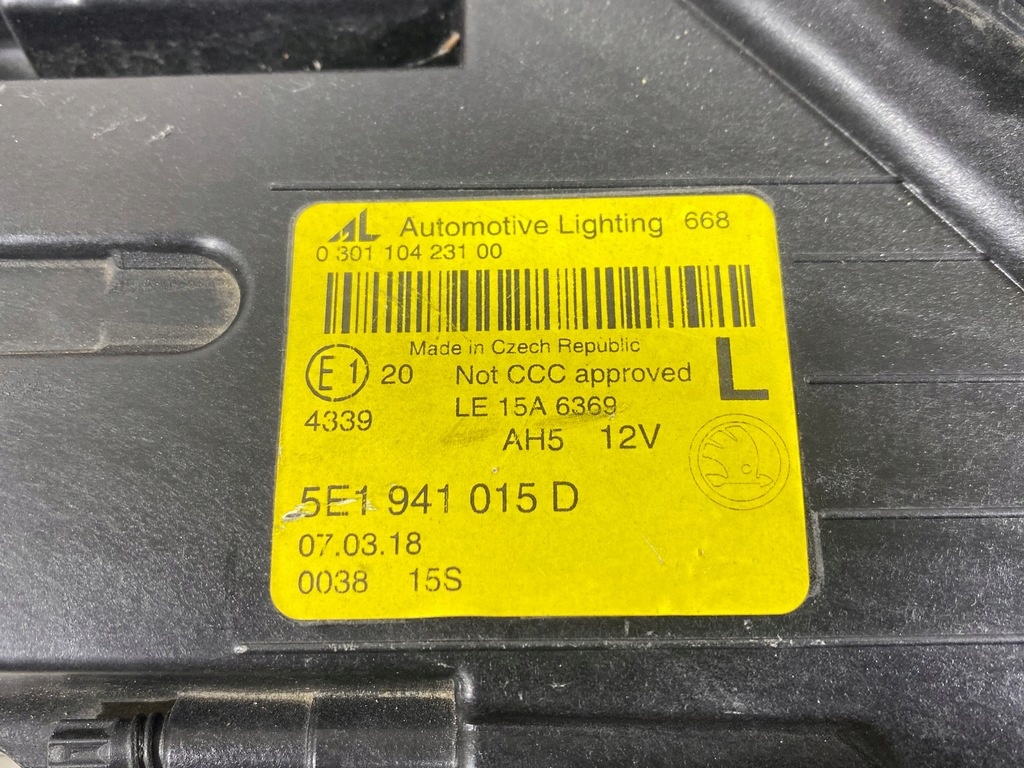 AL Automotive Lighting 668
0 301 104 231 00
Made in Czech Republic
E1 20 Not CCC approved L
4339 LE 15A 6369
AH5 12V
5E1 941 015 D
07.03.18
0038 15S